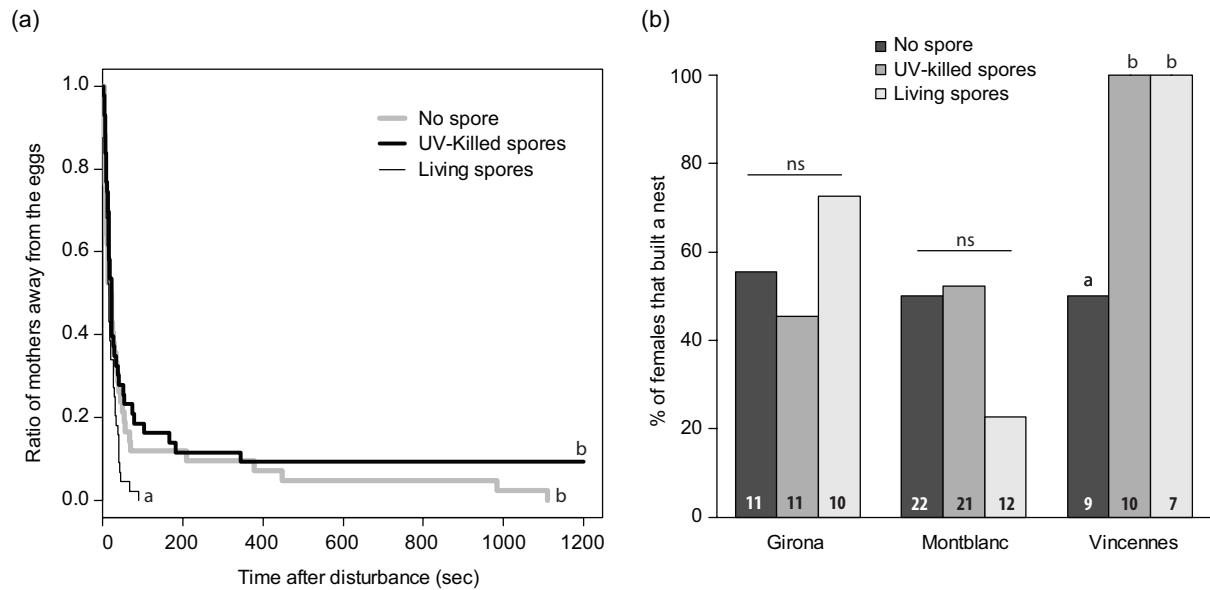 (a)
Ratio of mothers away from the eggs
1.0
0.8
0.6
0.4
0.2
0.0
No spore
UV-Killed spores
Living spores
a
b
b
0
200
400
600
800
1000
1200
Time after disturbance (sec)
(b)
% of females that built a nest
100
80
60
40
20
0
No spore
UV-killed spores
Living spores
ns
ns
a
b
b
11
11
10
22
21
12
9
10
7
Girona
Montblanc
Vincennes